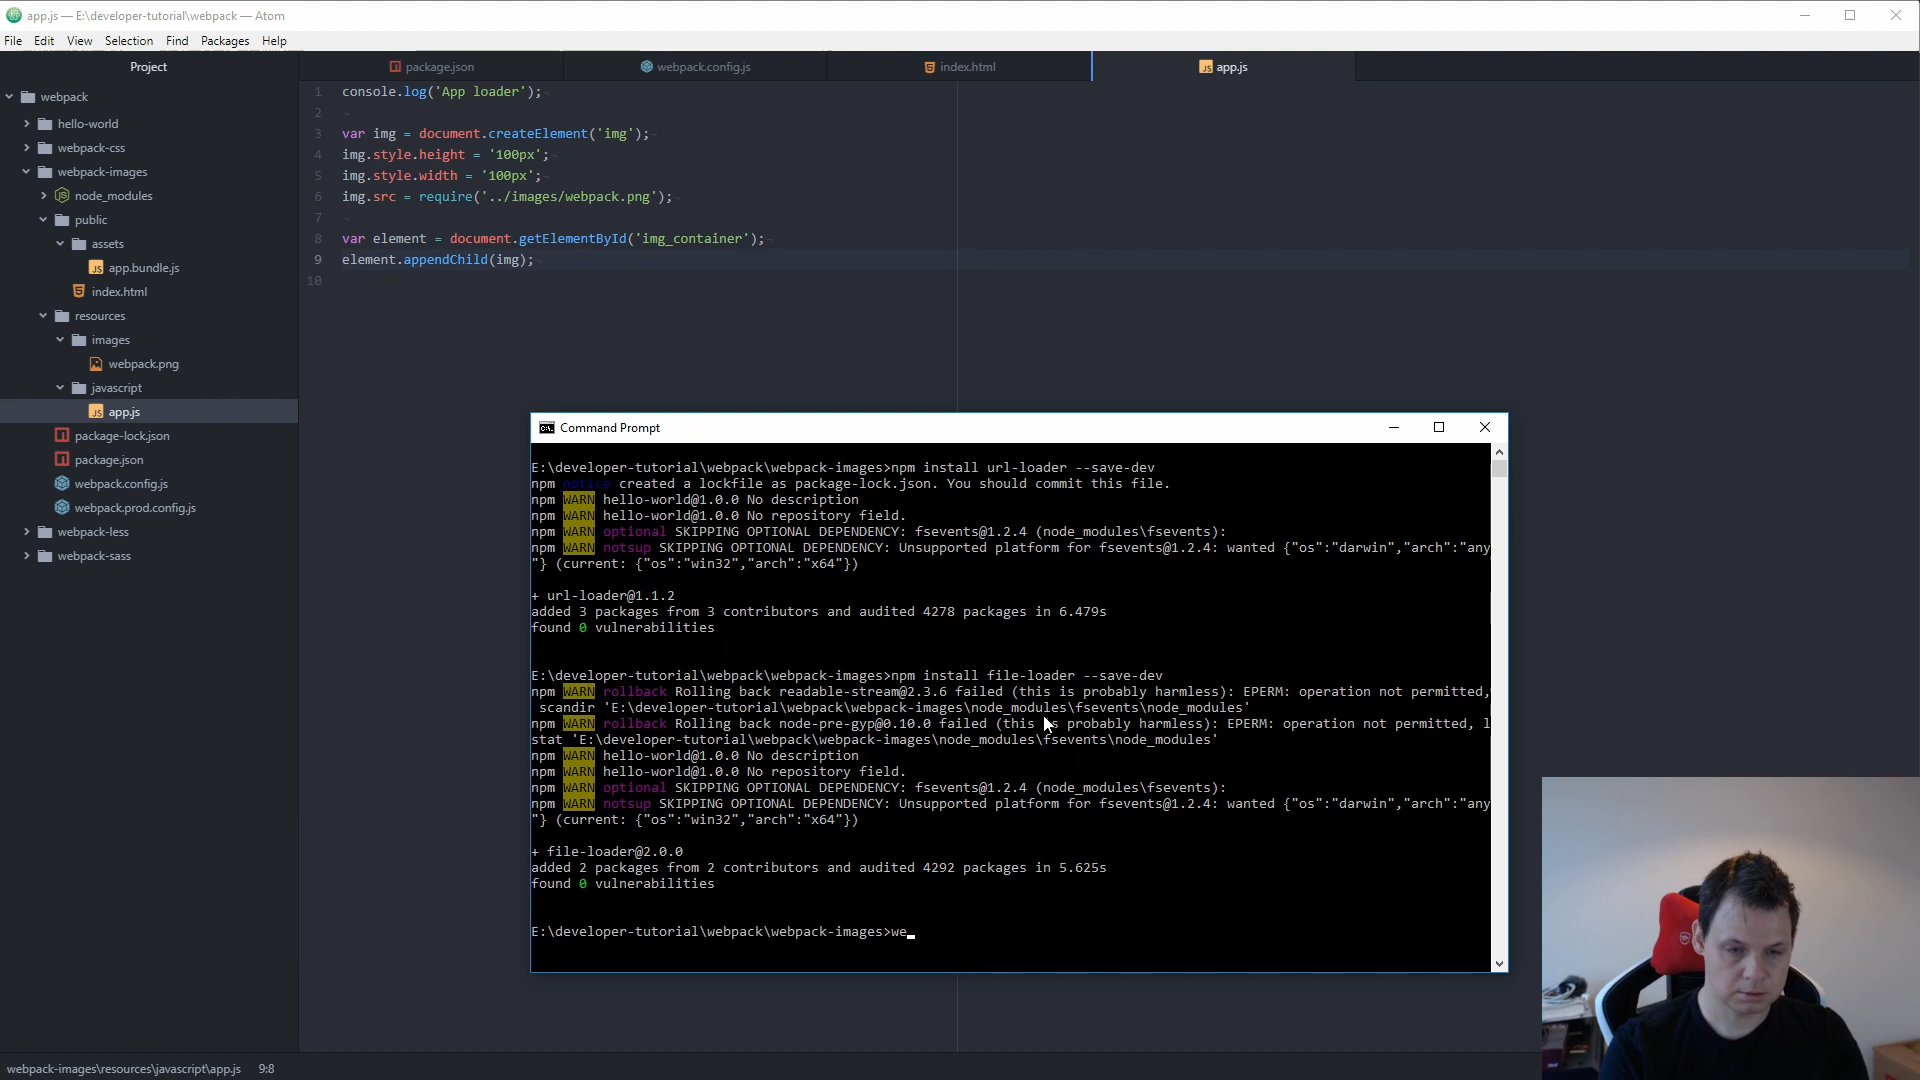 app.js — E:\developer-tutorial\webpack — Atom
File Edit View Selection Find Packages Help
Project
package.json
webpack.config.js
index.html
app.js
webpack
hello-world
webpack-css
webpack-images
node_modules
public
assets
app.bundle.js
index.html
resources
images
webpack.png
javascript
app.js
package-lock.json
package.json
webpack.config.js
webpack.prod.config.js
webpack-less
webpack-sass
1 console.log('App loader');
2
3 var img = document.createElement('img');
4 img.style.height = '100px';
5 img.style.width = '100px';
6 img.src = require('../images/webpack.png');
7
8 var element = document.getElementById('img_container');
9 element.appendChild(img);
10
Command Prompt
E:\developer-tutorial\webpack\webpack-images>npm install url-loader --save-dev
npm notice created a lockfile as package-lock.json. You should commit this file.
npm WARN hello-world@1.0.0 No description
npm WARN hello-world@1.0.0 No repository field.
npm WARN optional SKIPPING OPTIONAL DEPENDENCY: fsevents@1.2.4 (node_modules\fsevents):
npm WARN notsup SKIPPING OPTIONAL DEPENDENCY: Unsupported platform for fsevents@1.2.4: wanted {"os":"darwin","arch":"any
"} (current: {"os":"win32","arch":"x64"})
+ url-loader@1.1.2
added 3 packages from 3 contributors and audited 4278 packages in 6.479s
found 0 vulnerabilities
E:\developer-tutorial\webpack\webpack-images>npm install file-loader --save-dev
npm WARN rollback Rolling back readable-stream@2.3.6 failed (this is probably harmless): EPERM: operation not permitted,
scandir 'E:\developer-tutorial\webpack\webpack-images\node_modules\fsevents\node_modules'
npm WARN rollback Rolling back node-pre-gyp@0.10.0 failed (this is probably harmless): EPERM: operation not permitted, l
stat 'E:\developer-tutorial\webpack\webpack-images\node_modules\fsevents\node_modules'
npm WARN hello-world@1.0.0 No description
npm WARN hello-world@1.0.0 No repository field.
npm WARN optional SKIPPING OPTIONAL DEPENDENCY: fsevents@1.2.4 (node_modules\fsevents):
npm WARN notsup SKIPPING OPTIONAL DEPENDENCY: Unsupported platform for fsevents@1.2.4: wanted {"os":"darwin","arch":"any
"} (current: {"os":"win32","arch":"x64"})
+ file-loader@2.0.0
added 2 packages from 2 contributors and audited 4292 packages in 5.625s
found 0 vulnerabilities
E:\developer-tutorial\webpack\webpack-images>we
webpack-images\resources\javascript\app.js 9:8